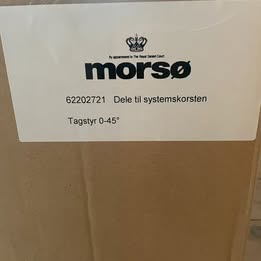 By appointment to The Royal Danish Court
morsø
62202721 Dele til systemskorsten
Tagstyr 0-45°